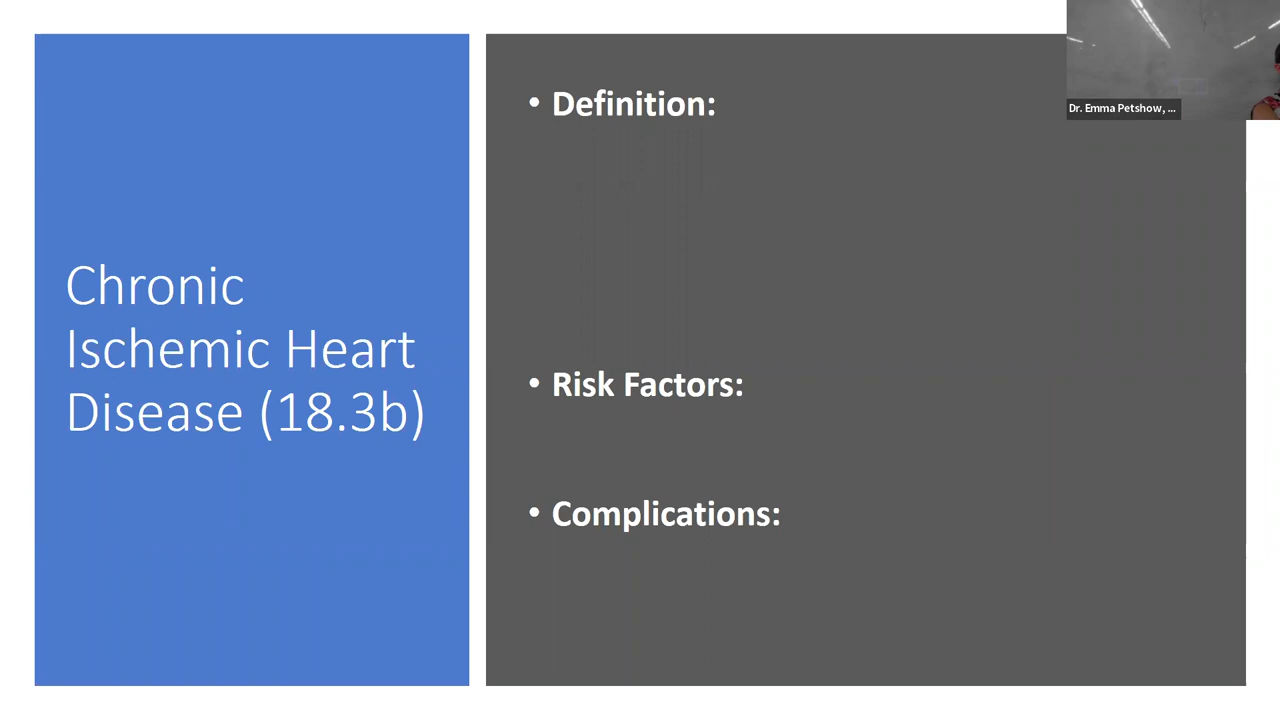 Chronic
Ischemic Heart
Disease (18.3b)
• Definition:
• Risk Factors:
• Complications:
Dr. Emma Petshow, ...